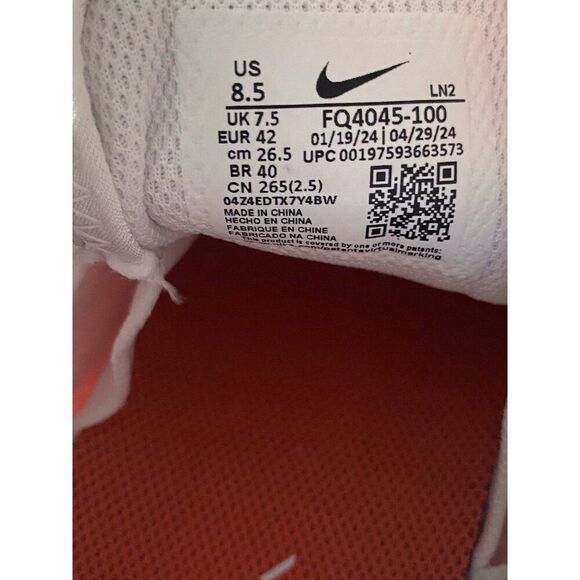 US
8.5
LN2
UK 7.5
FQ4045-100
EUR 42
01/19/24 | 04/29/24
cm 26.5
UPC 00197593663573
BR 40
CN 265(2.5)
04Z4EDTX7Y4BW
MADE IN CHINA
HECHO EN CHINA
FABRIQUE EN CHINE
FABRICADO NA CHINA
This product is covered by one or more patents:
.com/patentsvirtualmarking